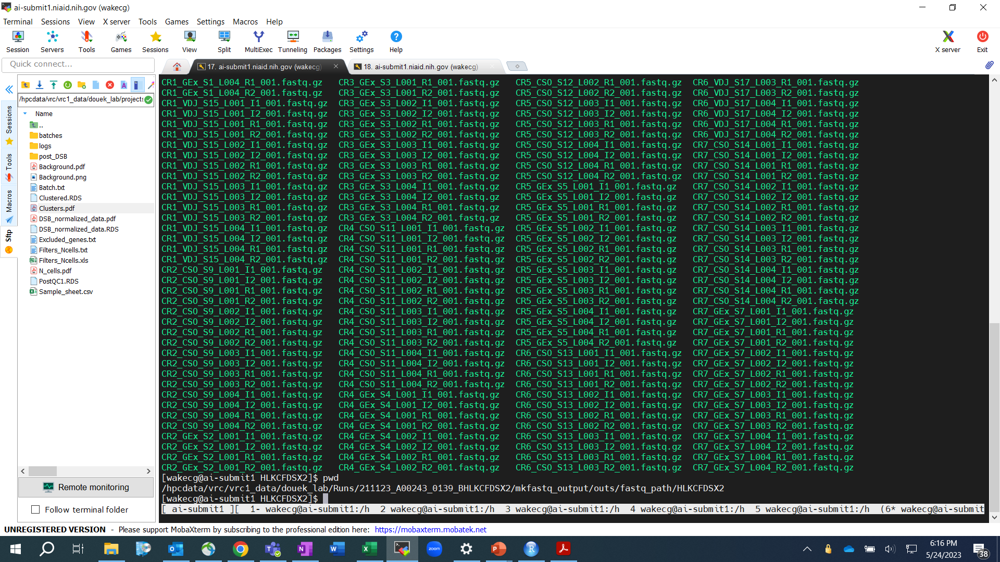 ai-submit1.niaid.nih.gov (wakecg)
Terminal Sessions View X server Tools Games Settings Macros Help
Session Servers Tools Games Sessions View Split MultiExec Tunneling Packages Settings Help X server Exit
Quick connect...
17. ai-submit1.niaid.nih.gov (wakecg) 18. ai-submit1.niaid.nih.gov (wakecg)
/hpcdata/vrc/vrc1_data/douek_lab/projects
Name
..
batches
logs
post_DSB
Background.pdf
Background.png
Batch.txt
Clustered.RDS
Clusters.pdf
DSB_normalized_data.pdf
DSB_normalized_data.RDS
Excluded_genes.txt
Filters_Ncells.txt
Filters_Ncells.xls
N_cells.pdf
PostQC1.RDS
Sample_sheet.csv
Sessions
Tools
Macros
Sftp
Remote monitoring
Follow terminal folder
CR1_GEx_S1_L004_R1_001.fastq.gz CR3_GEx_S3_L001_R1_001.fastq.gz CR5_CSO_S12_L002_R1_001.fastq.gz CR6_VDJ_S17_L003_R1_001.fastq.gz
CR1_GEx_S1_L004_R2_001.fastq.gz CR3_GEx_S3_L001_R2_001.fastq.gz CR5_CSO_S12_L002_R2_001.fastq.gz CR6_VDJ_S17_L003_R2_001.fastq.gz
CR1_VDJ_S15_L001_I1_001.fastq.gz CR3_GEx_S3_L002_I1_001.fastq.gz CR5_CSO_S12_L003_I1_001.fastq.gz CR6_VDJ_S17_L004_I1_001.fastq.gz
CR1_VDJ_S15_L001_I2_001.fastq.gz CR3_GEx_S3_L002_I2_001.fastq.gz CR5_CSO_S12_L003_I2_001.fastq.gz CR6_VDJ_S17_L004_I2_001.fastq.gz
CR1_VDJ_S15_L001_R1_001.fastq.gz CR3_GEx_S3_L002_R1_001.fastq.gz CR5_CSO_S12_L003_R1_001.fastq.gz CR6_VDJ_S17_L004_R1_001.fastq.gz
CR1_VDJ_S15_L001_R2_001.fastq.gz CR3_GEx_S3_L002_R2_001.fastq.gz CR5_CSO_S12_L003_R2_001.fastq.gz CR6_VDJ_S17_L004_R2_001.fastq.gz
CR1_VDJ_S15_L002_I1_001.fastq.gz CR3_GEx_S3_L003_I1_001.fastq.gz CR5_CSO_S12_L004_I1_001.fastq.gz CR7_CSO_S14_L001_I1_001.fastq.gz
CR1_VDJ_S15_L002_I2_001.fastq.gz CR3_GEx_S3_L003_I2_001.fastq.gz CR5_CSO_S12_L004_I2_001.fastq.gz CR7_CSO_S14_L001_I2_001.fastq.gz
CR1_VDJ_S15_L002_R1_001.fastq.gz CR3_GEx_S3_L003_R1_001.fastq.gz CR5_CSO_S12_L004_R1_001.fastq.gz CR7_CSO_S14_L001_R1_001.fastq.gz
CR1_VDJ_S15_L002_R2_001.fastq.gz CR3_GEx_S3_L003_R2_001.fastq.gz CR5_CSO_S12_L004_R2_001.fastq.gz CR7_CSO_S14_L001_R2_001.fastq.gz
CR1_VDJ_S15_L003_I1_001.fastq.gz CR3_GEx_S3_L004_I1_001.fastq.gz CR5_GEx_S5_L001_I1_001.fastq.gz CR7_CSO_S14_L002_I1_001.fastq.gz
CR1_VDJ_S15_L003_I2_001.fastq.gz CR3_GEx_S3_L004_I2_001.fastq.gz CR5_GEx_S5_L001_I2_001.fastq.gz CR7_CSO_S14_L002_I2_001.fastq.gz
CR1_VDJ_S15_L003_R1_001.fastq.gz CR3_GEx_S3_L004_R1_001.fastq.gz CR5_GEx_S5_L001_R1_001.fastq.gz CR7_CSO_S14_L002_R1_001.fastq.gz
CR1_VDJ_S15_L003_R2_001.fastq.gz CR3_GEx_S3_L004_R2_001.fastq.gz CR5_GEx_S5_L001_R2_001.fastq.gz CR7_CSO_S14_L002_R2_001.fastq.gz
CR1_VDJ_S15_L004_I1_001.fastq.gz CR4_CSO_S11_L001_I1_001.fastq.gz CR5_GEx_S5_L002_I1_001.fastq.gz CR7_CSO_S14_L003_I1_001.fastq.gz
CR1_VDJ_S15_L004_I2_001.fastq.gz CR4_CSO_S11_L001_I2_001.fastq.gz CR5_GEx_S5_L002_I2_001.fastq.gz CR7_CSO_S14_L003_I2_001.fastq.gz
CR1_VDJ_S15_L004_R1_001.fastq.gz CR4_CSO_S11_L001_R1_001.fastq.gz CR5_GEx_S5_L002_R1_001.fastq.gz CR7_CSO_S14_L003_R1_001.fastq.gz
CR1_VDJ_S15_L004_R2_001.fastq.gz CR4_CSO_S11_L001_R2_001.fastq.gz CR5_GEx_S5_L002_R2_001.fastq.gz CR7_CSO_S14_L003_R2_001.fastq.gz
CR2_CSO_S9_L001_I1_001.fastq.gz CR4_CSO_S11_L002_I1_001.fastq.gz CR5_GEx_S5_L003_I1_001.fastq.gz CR7_CSO_S14_L004_I1_001.fastq.gz
CR2_CSO_S9_L001_I2_001.fastq.gz CR4_CSO_S11_L002_I2_001.fastq.gz CR5_GEx_S5_L003_I2_001.fastq.gz CR7_CSO_S14_L004_I2_001.fastq.gz
CR2_CSO_S9_L001_R1_001.fastq.gz CR4_CSO_S11_L002_R1_001.fastq.gz CR5_GEx_S5_L003_R1_001.fastq.gz CR7_CSO_S14_L004_R1_001.fastq.gz
CR2_CSO_S9_L001_R2_001.fastq.gz CR4_CSO_S11_L002_R2_001.fastq.gz CR5_GEx_S5_L003_R2_001.fastq.gz CR7_CSO_S14_L004_R2_001.fastq.gz
CR2_CSO_S9_L002_I1_001.fastq.gz CR4_CSO_S11_L003_I1_001.fastq.gz CR5_GEx_S5_L004_I1_001.fastq.gz CR7_GEx_S7_L001_I1_001.fastq.gz
CR2_CSO_S9_L002_I2_001.fastq.gz CR4_CSO_S11_L003_I2_001.fastq.gz CR5_GEx_S5_L004_I2_001.fastq.gz CR7_GEx_S7_L001_I2_001.fastq.gz
CR2_CSO_S9_L002_R1_001.fastq.gz CR4_CSO_S11_L003_R1_001.fastq.gz CR5_GEx_S5_L004_R1_001.fastq.gz CR7_GEx_S7_L001_R1_001.fastq.gz
CR2_CSO_S9_L002_R2_001.fastq.gz CR4_CSO_S11_L003_R2_001.fastq.gz CR5_GEx_S5_L004_R2_001.fastq.gz CR7_GEx_S7_L001_R2_001.fastq.gz
CR2_CSO_S9_L003_I1_001.fastq.gz CR4_CSO_S11_L004_I1_001.fastq.gz CR6_CSO_S13_L001_I1_001.fastq.gz CR7_GEx_S7_L002_I1_001.fastq.gz
CR2_CSO_S9_L003_I2_001.fastq.gz CR4_CSO_S11_L004_I2_001.fastq.gz CR6_CSO_S13_L001_I2_001.fastq.gz CR7_GEx_S7_L002_I2_001.fastq.gz
CR2_CSO_S9_L003_R1_001.fastq.gz CR4_CSO_S11_L004_R1_001.fastq.gz CR6_CSO_S13_L001_R1_001.fastq.gz CR7_GEx_S7_L002_R1_001.fastq.gz
CR2_CSO_S9_L003_R2_001.fastq.gz CR4_CSO_S11_L004_R2_001.fastq.gz CR6_CSO_S13_L001_R2_001.fastq.gz CR7_GEx_S7_L002_R2_001.fastq.gz
CR2_CSO_S9_L004_I1_001.fastq.gz CR4_GEx_S4_L001_I1_001.fastq.gz CR6_CSO_S13_L002_I1_001.fastq.gz CR7_GEx_S7_L003_I1_001.fastq.gz
CR2_CSO_S9_L004_I2_001.fastq.gz CR4_GEx_S4_L001_I2_001.fastq.gz CR6_CSO_S13_L002_I2_001.fastq.gz CR7_GEx_S7_L003_I2_001.fastq.gz
CR2_CSO_S9_L004_R1_001.fastq.gz CR4_GEx_S4_L001_R1_001.fastq.gz CR6_CSO_S13_L002_R1_001.fastq.gz CR7_GEx_S7_L003_R1_001.fastq.gz
CR2_CSO_S9_L004_R2_001.fastq.gz CR4_GEx_S4_L001_R2_001.fastq.gz CR6_CSO_S13_L002_R2_001.fastq.gz CR7_GEx_S7_L003_R2_001.fastq.gz
CR2_GEx_S2_L001_I1_001.fastq.gz CR4_GEx_S4_L002_I1_001.fastq.gz CR6_CSO_S13_L003_I1_001.fastq.gz CR7_GEx_S7_L004_I1_001.fastq.gz
CR2_GEx_S2_L001_I2_001.fastq.gz CR4_GEx_S4_L002_I2_001.fastq.gz CR6_CSO_S13_L003_I2_001.fastq.gz CR7_GEx_S7_L004_I2_001.fastq.gz
CR2_GEx_S2_L001_R1_001.fastq.gz CR4_GEx_S4_L002_R1_001.fastq.gz CR6_CSO_S13_L003_R1_001.fastq.gz CR7_GEx_S7_L004_R1_001.fastq.gz
CR2_GEx_S2_L001_R2_001.fastq.gz CR4_GEx_S4_L002_R2_001.fastq.gz CR6_CSO_S13_L003_R2_001.fastq.gz CR7_GEx_S7_L004_R2_001.fastq.gz
[wakecg@ai-submit1 HLKCFDSX2]$ pwd
/hpcdata/vrc/vrc1_data/douek_lab/Runs/211123_A00243_0139_BHLKCFDSX2/mkfastq_output/outs/fastq_path/HLKCFDSX2
[wakecg@ai-submit1 HLKCFDSX2]$
[ ai-submit1 ][ 1- wakecg@ai-submit1:/h 2 wakecg@ai-submit1:/h 3 wakecg@ai-submit1:/h 4 wakecg@ai-submit1:/h 5 wakecg@ai-submit1:/h (6* wakecg@ai-submit
UNREGISTERED VERSION - Please support MobaXterm by subscribing to the professional edition here: https://mobaxterm.mobatek.net
6:16 PM
5/24/2023
38